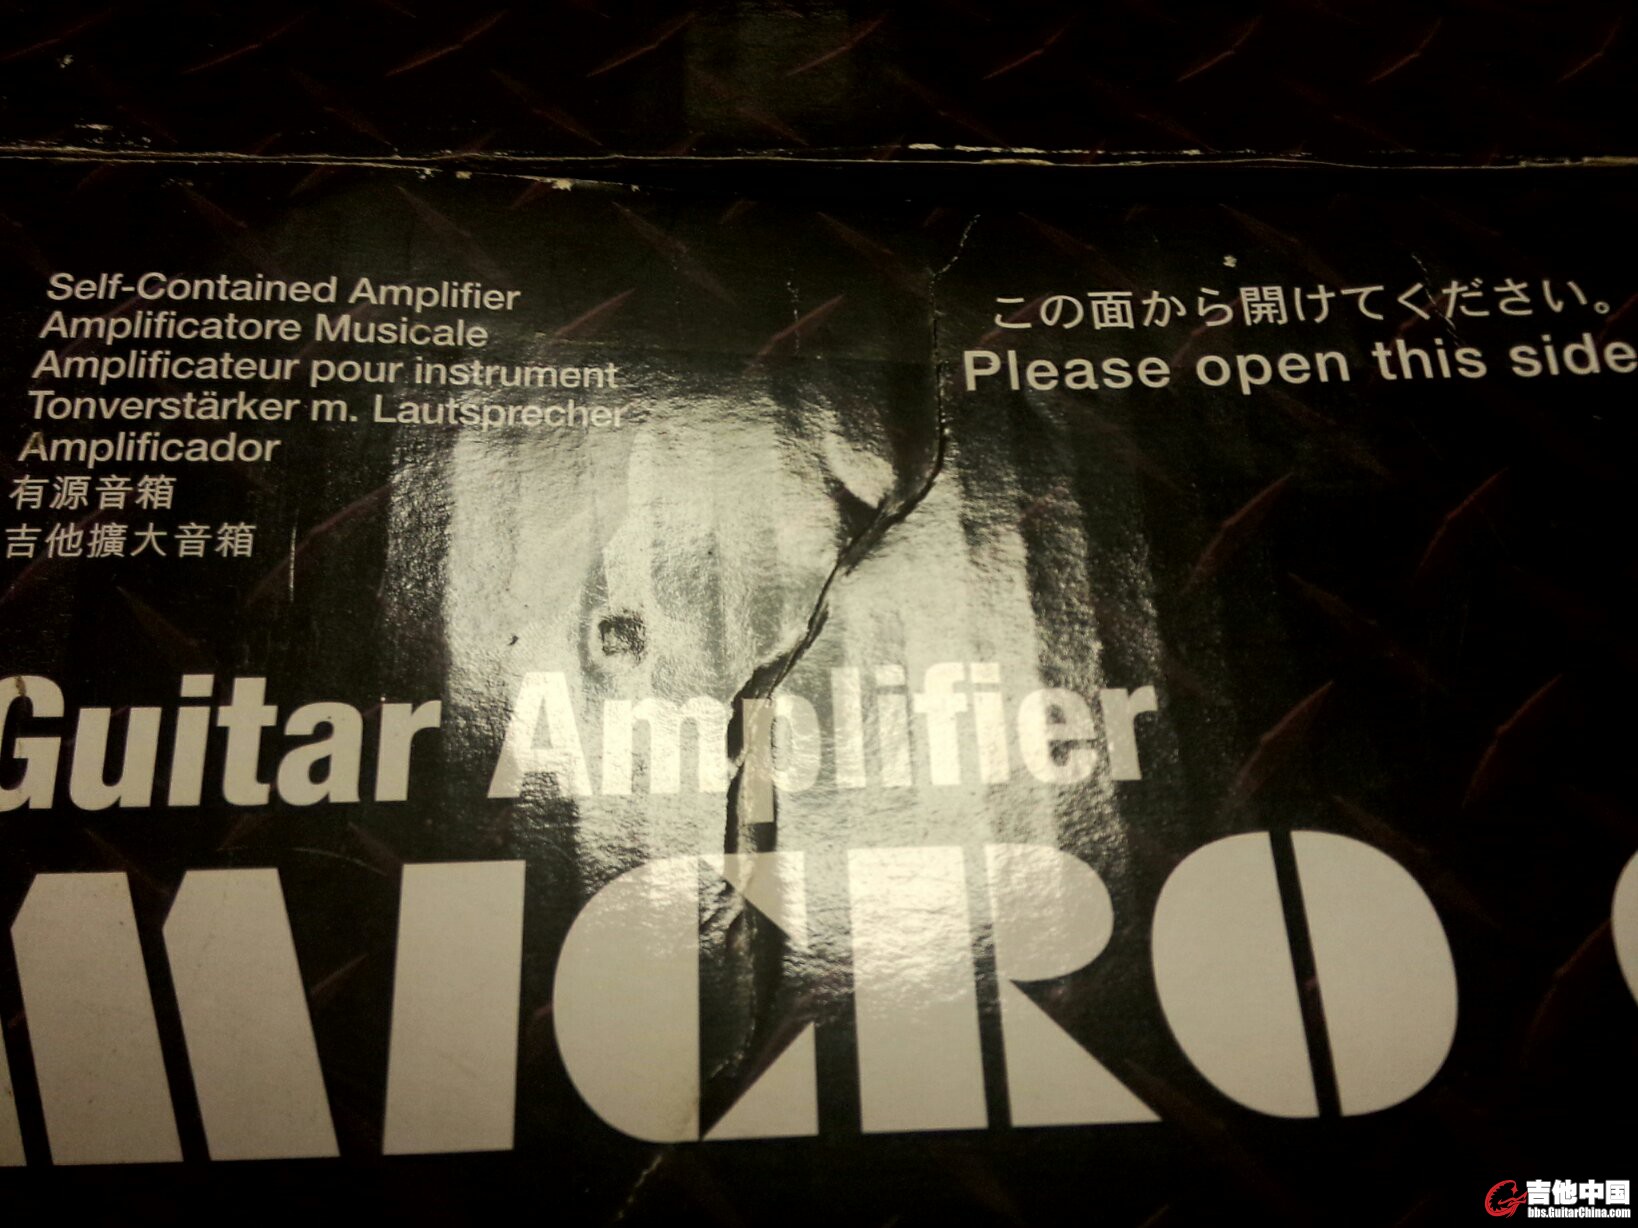 Self-Contained Amplifier
Amplificatore Musicale
Amplificateur pour instrument
Tonverstärker m. Lautsprecher
Amplificador
有源音箱
吉他擴大音箱
この面から開けてください。
Please open this side
Guitar Amplifier
MICRO
吉他中国
bbs.GuitarChina.com